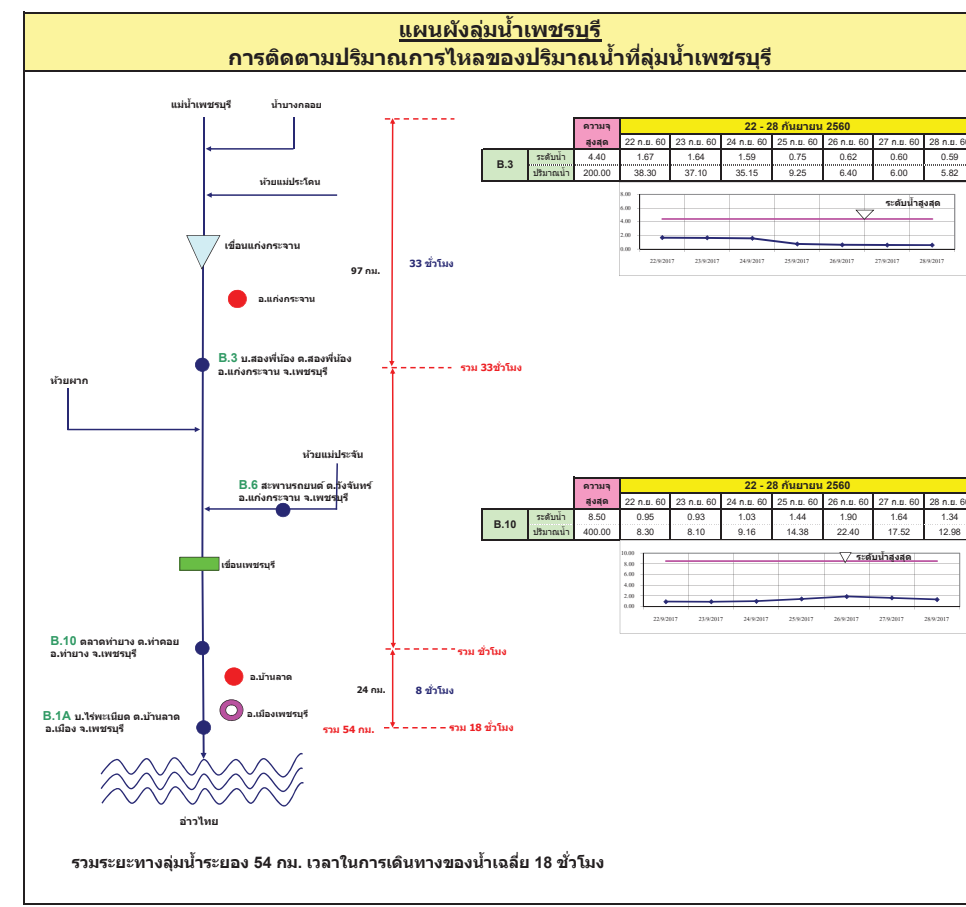 แผนผังลุ่มน้ำเพชรบุรี
การติดตามปริมาณการไหลของปริมาณน้ำที่ลุ่มน้ำเพชรบุรี
แม่น้ำเพชรบุรี
น้ำบางกลอย
ห้วยแม่ประโดน
เขื่อนแก่งกระจาน
97 กม.
33 ชั่วโมง
อ.แก่งกระจาน
B.3 บ.สองพี่น้อง ต.สองพี่น้อง
อ.แก่งกระจาน จ.เพชรบุรี
รวม 33ชั่วโมง
ห้วยผาก
ห้วยแม่ประจัน
B.6 สะพานรถยนต์ ต.วังจันทร์
อ.แก่งกระจาน จ.เพชรบุรี
เขื่อนเพชรบุรี
B.10 ตลาดท่ายาง ต.ท่าคอย
อ.ท่ายาง จ.เพชรบุรี
รวม ชั่วโมง
อ.บ้านลาด
24 กม.
8 ชั่วโมง
B.1A บ.ไร่พะเนียด ต.บ้านลาด
อ.เมือง จ.เพชรบุรี
อ.เมืองเพชรบุรี
รวม 54 กม.
รวม 18 ชั่วโมง
อ่าวไทย
รวมระยะทางลุ่มน้ำระยอง 54 กม. เวลาในการเดินทางของน้ำเฉลี่ย 18 ชั่วโมง
ความจุ 22 - 28 กันยายน 2560
สูงสุด 22 ก.ย. 60 23 ก.ย. 60 24 ก.ย. 60 25 ก.ย. 60 26 ก.ย. 60 27 ก.ย. 60 28 ก.ย. 60
B.3
ระดับน้ำ 4.40 1.67 1.64 1.59 0.75 0.62 0.60 0.59
ปริมาณน้ำ 200.00 38.30 37.10 35.15 9.25 6.40 6.00 5.82
ระดับน้ำสูงสุด
8.00
6.00
4.00
2.00
0.00
22/9/2017 23/9/2017 24/9/2017 25/9/2017 26/9/2017 27/9/2017 28/9/2017
ความจุ 22 - 28 กันยายน 2560
สูงสุด 22 ก.ย. 60 23 ก.ย. 60 24 ก.ย. 60 25 ก.ย. 60 26 ก.ย. 60 27 ก.ย. 60 28 ก.ย. 60
B.10
ระดับน้ำ 8.50 0.95 0.93 1.03 1.44 1.90 1.64 1.34
ปริมาณน้ำ 400.00 8.30 8.10 9.16 14.38 22.40 17.52 12.98
ระดับน้ำสูงสุด
10.00
8.00
6.00
4.00
2.00
0.00
22/9/2017 23/9/2017 24/9/2017 25/9/2017 26/9/2017 27/9/2017 28/9/2017